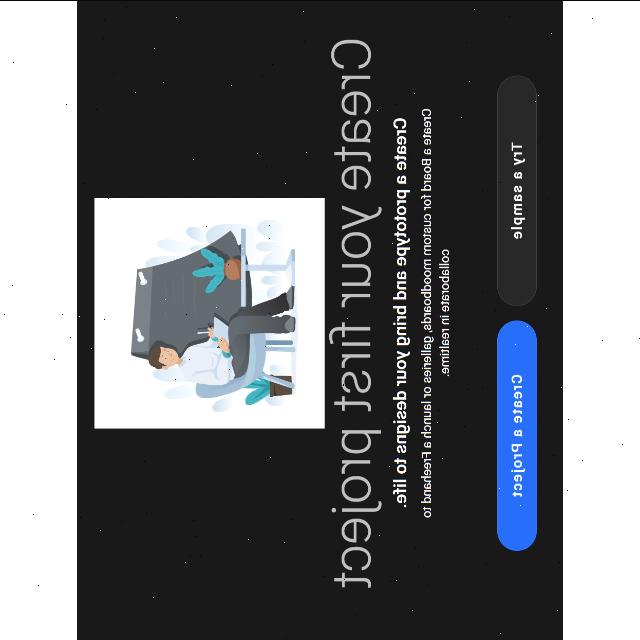 Create your first project
Create a prototype and bring your designs to life.
Create a Board for custom moodboards, galleries or launch a Freehand to
collaborate in realtime.
Try a sample
Create a Project